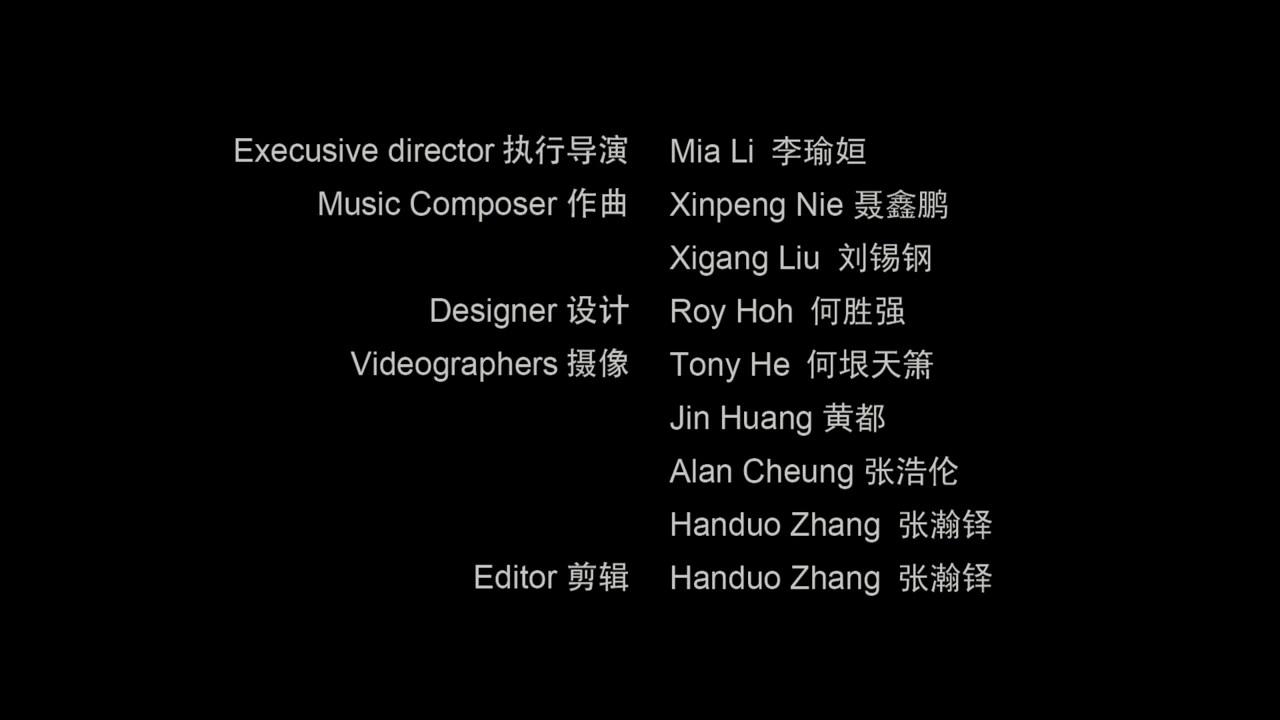 Execusive director 执行导演 Mia Li 李瑜姮
Music Composer 作曲 Xinpeng Nie 聂鑫鹏
Xigang Liu 刘锡钢
Designer 设计 Roy Hoh 何胜强
Videographers 摄像 Tony He 何垠天箫
Jin Huang 黄都
Alan Cheung 张浩伦
Handuo Zhang 张瀚铎
Editor 剪辑 Handuo Zhang 张瀚铎